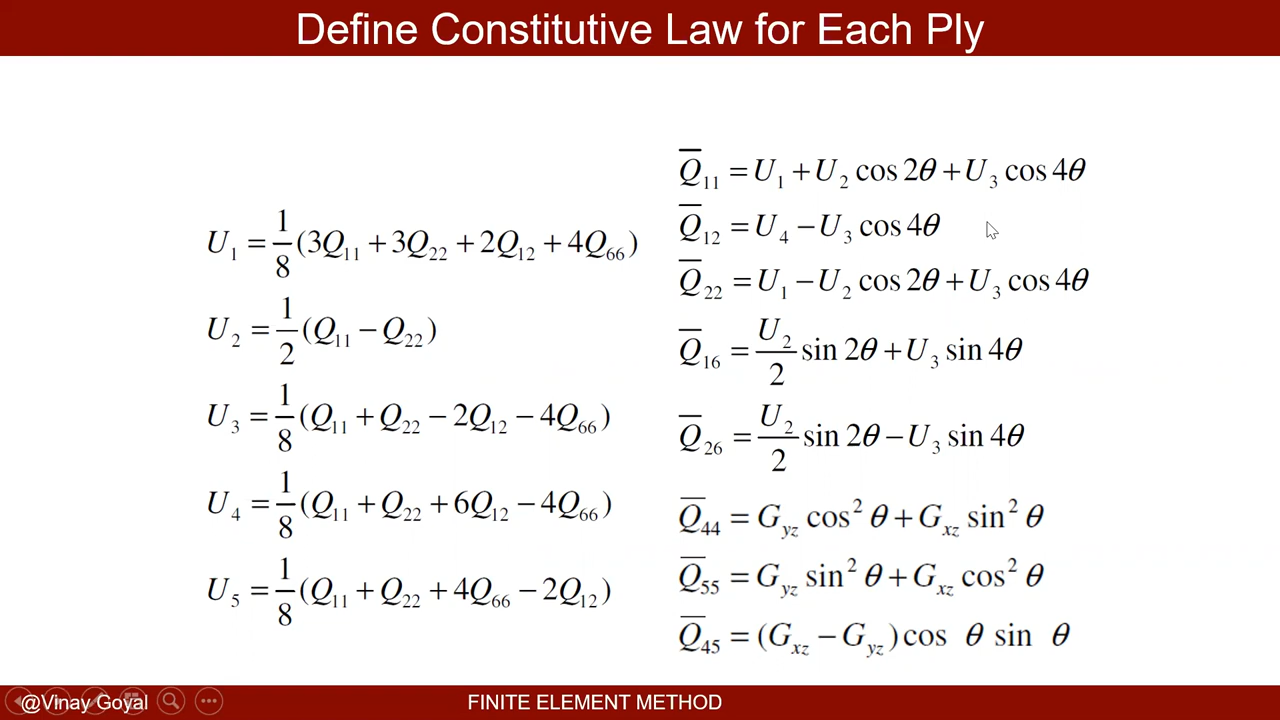 Define Constitutive Law for Each Ply
U₁ = 1/8 (3Q₁₁ + 3Q₂₂ + 2Q₁₂ + 4Q₆₆)
U₂ = 1/2 (Q₁₁ − Q₂₂)
U₃ = 1/8 (Q₁₁ + Q₂₂ − 2Q₁₂ − 4Q₆₆)
U₄ = 1/8 (Q₁₁ + Q₂₂ + 6Q₁₂ − 4Q₆₆)
U₅ = 1/8 (Q₁₁ + Q₂₂ + 4Q₆₆ − 2Q₁₂)
Q̅₁₁ = U₁ + U₂ cos 2θ + U₃ cos 4θ
Q̅₁₂ = U₄ − U₃ cos 4θ
Q̅₂₂ = U₁ − U₂ cos 2θ + U₃ cos 4θ
Q̅₁₆ = U₂/2 sin 2θ + U₃ sin 4θ
Q̅₂₆ = U₂/2 sin 2θ − U₃ sin 4θ
Q̅₄₄ = G_yz cos² θ + G_xz sin² θ
Q̅₅₅ = G_yz sin² θ + G_xz cos² θ
Q̅₄₅ = (G_xz − G_yz) cos θ sin θ
@Vinay Goyal
FINITE ELEMENT METHOD